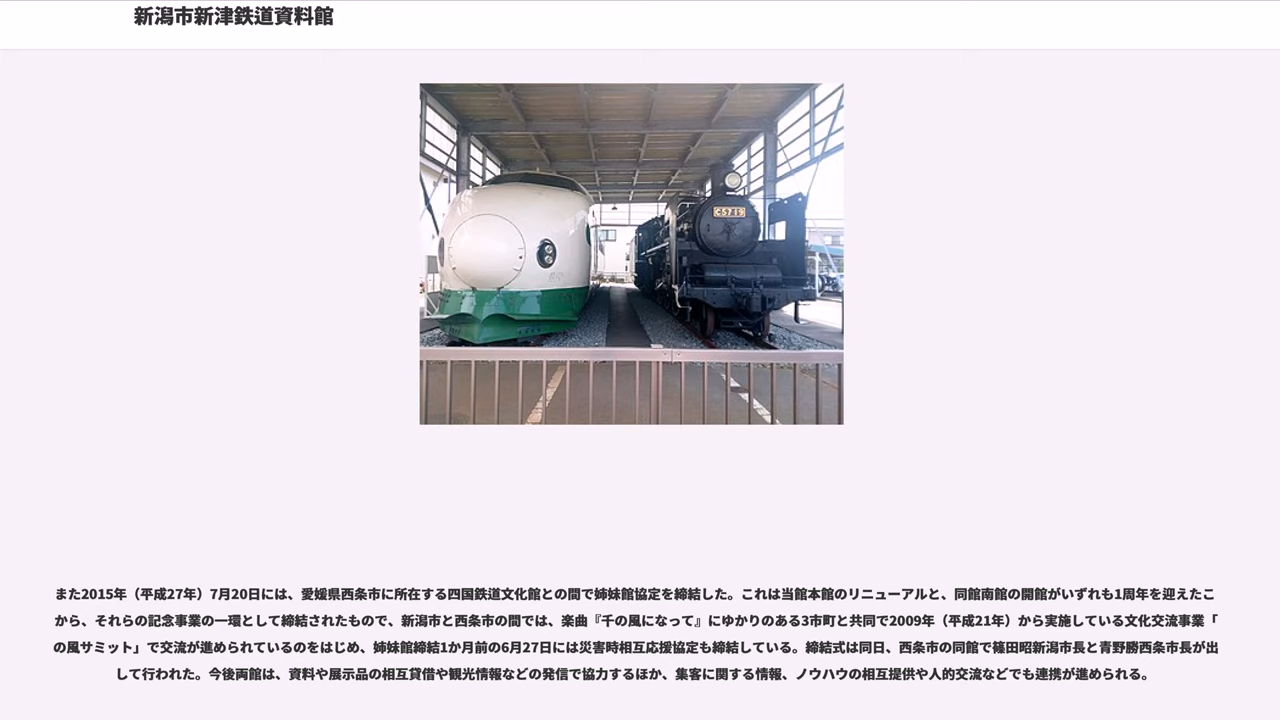 新潟市新津鉄道資料館
C57 19
また2015年（平成27年）7月20日には、愛媛県西条市に所在する四国鉄道文化館との間で姉妹館協定を締結した。これは当館本館のリニューアルと、同館南館の開館がいずれも1周年を迎えたこ
から、それらの記念事業の一環として締結されたもので、新潟市と西条市の間では、楽曲『千の風になって』にゆかりのある3市町と共同で2009年（平成21年）から実施している文化交流事業「
の風サミット」で交流が進められているのをはじめ、姉妹館締結1か月前の6月27日には災害時相互応援協定も締結している。締結式は同日、西条市の同館で篠田昭新潟市長と青野勝西条市長が出
して行われた。今後両館は、資料や展示品の相互貸借や観光情報などの発信で協力するほか、集客に関する情報、ノウハウの相互提供や人的交流などでも連携が進められる。